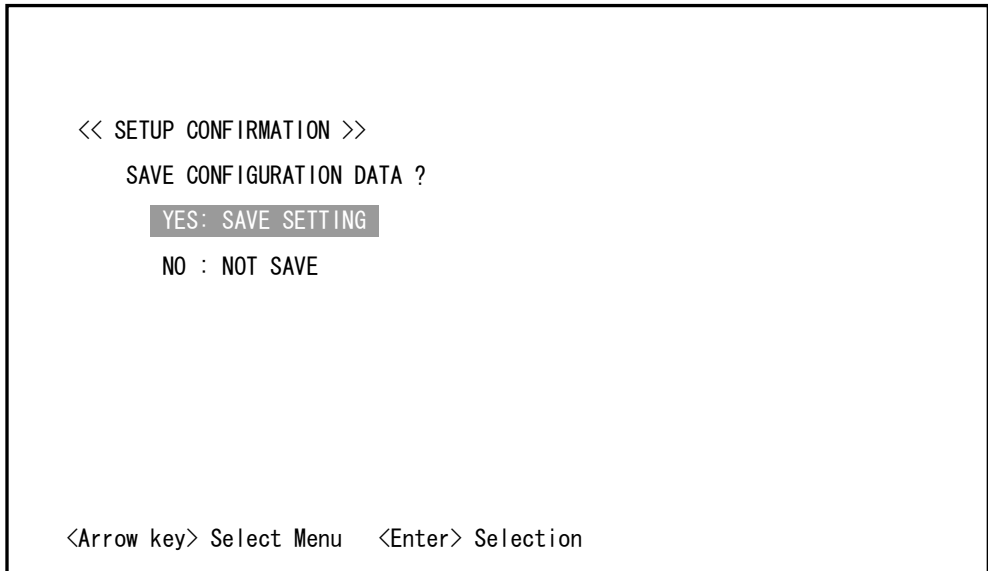 << SETUP CONFIRMATION >>
SAVE CONFIGURATION DATA ?
YES: SAVE SETTING
NO : NOT SAVE
<Arrow key> Select Menu <Enter> Selection